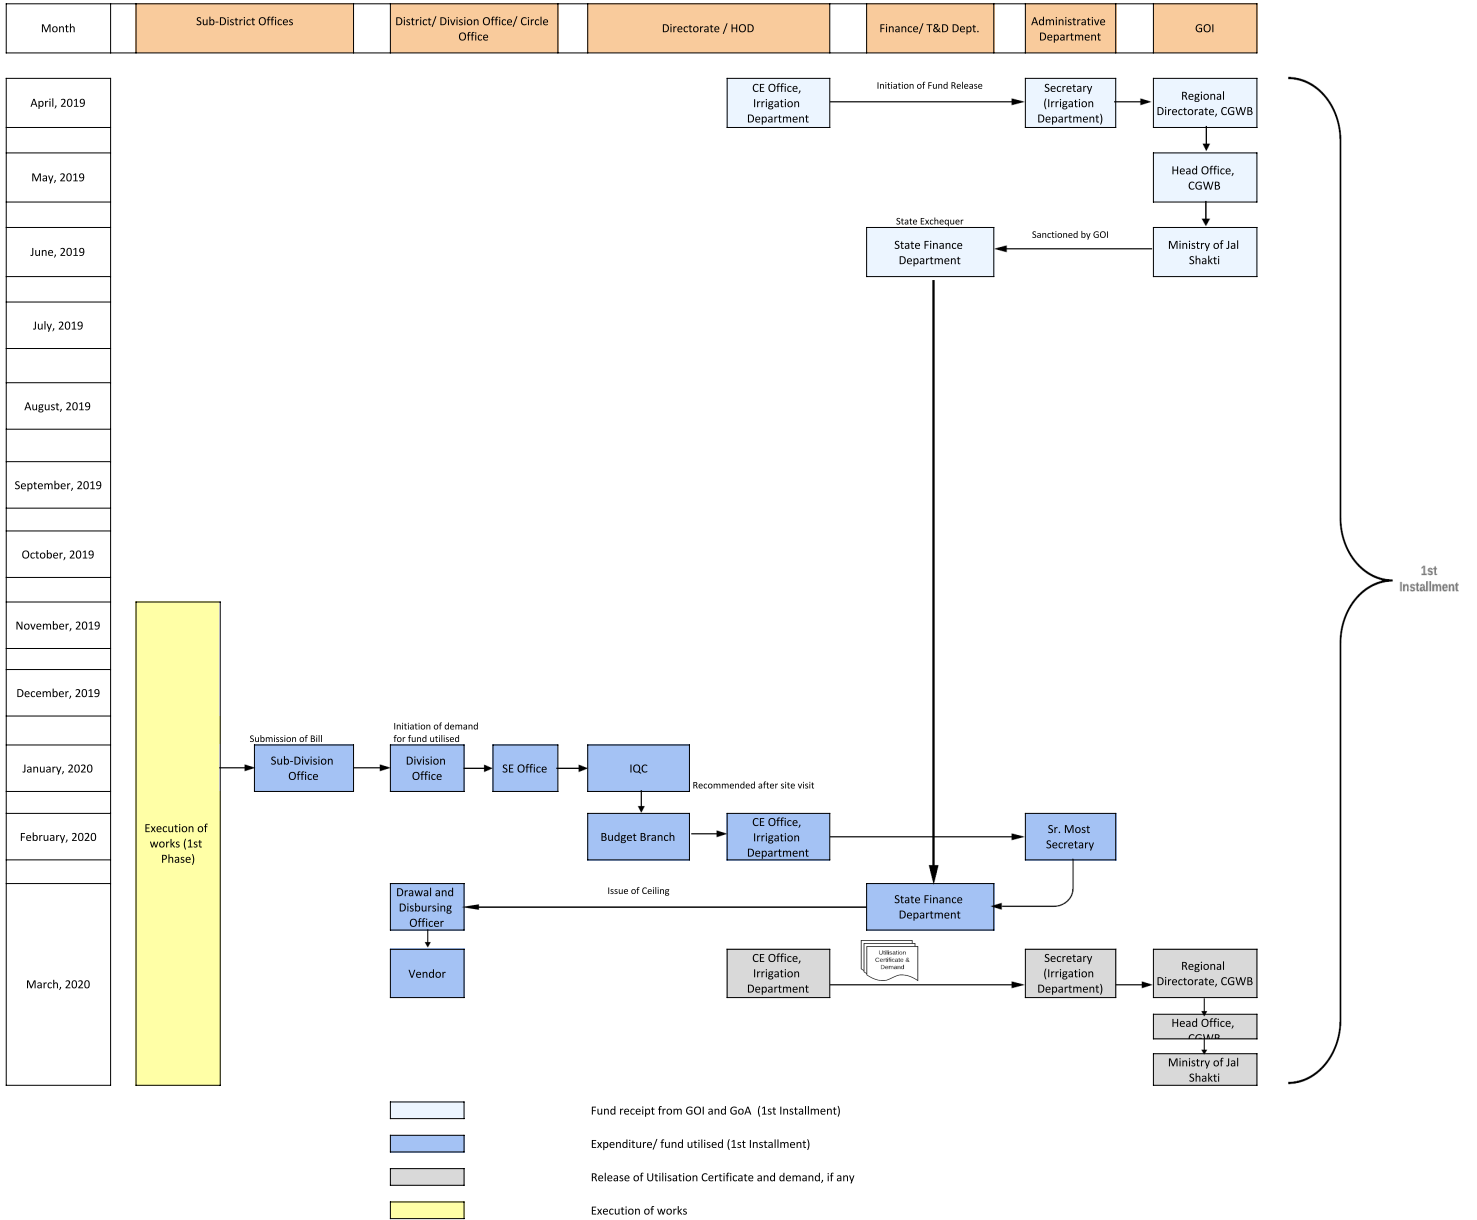 Month
Sub-District Offices
District/ Division Office/ Circle
Office
Directorate / HOD
Finance/ T&D Dept.
Administrative
Department
GOI
April, 2019
CE Office,
Irrigation
Department
Initiation of Fund Release
Secretary
(Irrigation
Department)
Regional
Directorate, CGWB
May, 2019
Head Office,
CGWB
June, 2019
State Exchequer
State Finance
Department
Sanctioned by GOI
Ministry of Jal
Shakti
July, 2019
August, 2019
September, 2019
October, 2019
1st
Installment
November, 2019
December, 2019
Execution of
works (1st
Phase)
January, 2020
Submission of Bill
Sub-Division
Office
Initiation of demand
for fund utilised
Division
Office
SE Office
IQC
Recommended after site visit
February, 2020
Budget Branch
CE Office,
Irrigation
Department
Sr. Most
Secretary
Drawal and
Disbursing
Officer
Issue of Ceiling
State Finance
Department
March, 2020
Vendor
CE Office,
Irrigation
Department
Utilisation
Certificate &
Demand
Secretary
(Irrigation
Department)
Regional
Directorate, CGWB
Head Office,
CGWB
Ministry of Jal
Shakti
Fund receipt from GOI and GoA (1st Installment)
Expenditure/ fund utilised (1st Installment)
Release of Utilisation Certificate and demand, if any
Execution of works